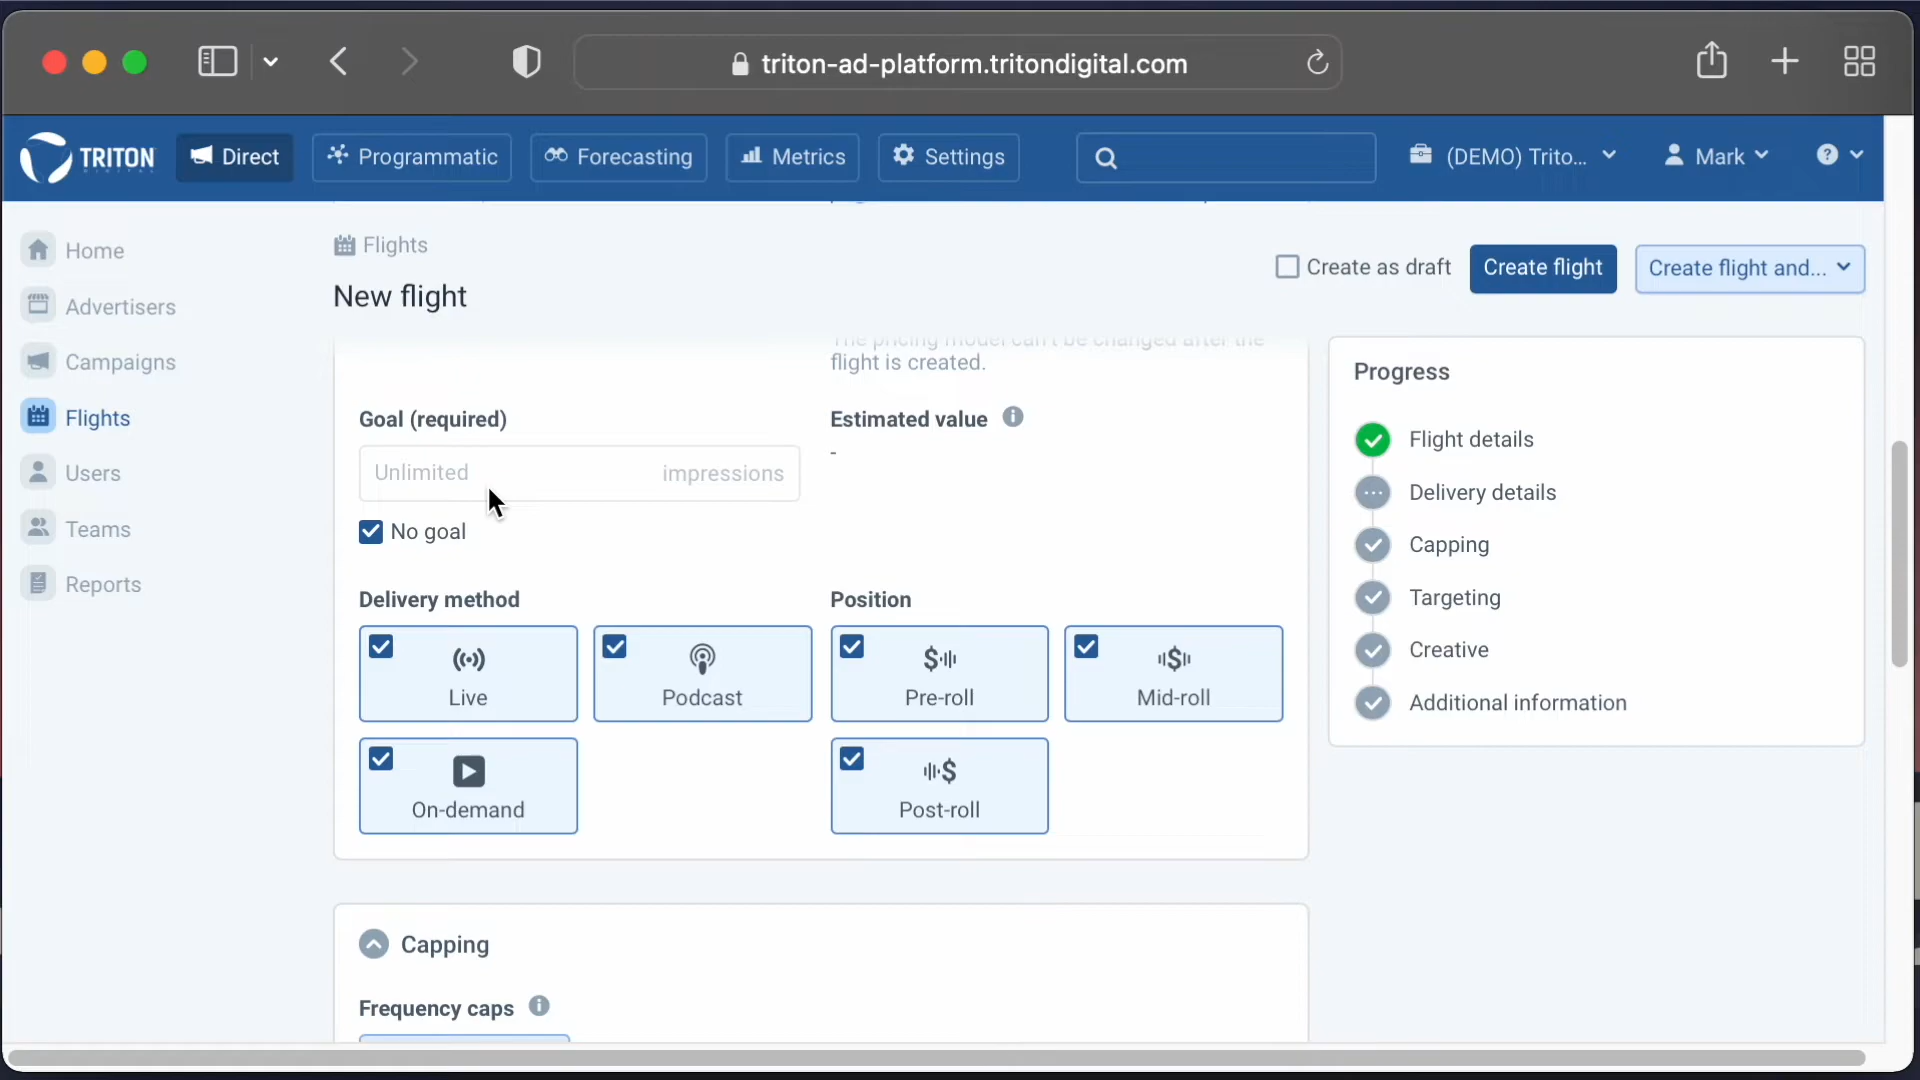 triton-ad-platform.tritondigital.com
TRITON
DIGITAL
Direct
Programmatic
Forecasting
Metrics
Settings
(DEMO) Trito...
Mark
Home
Advertisers
Campaigns
Flights
Users
Teams
Reports
Flights
New flight
Create as draft
Create flight
Create flight and...
The pricing model can't be changed after the
flight is created.
Goal (required)
Estimated value
Unlimited impressions
-
No goal
Delivery method
Position
Live
Podcast
Pre-roll
Mid-roll
On-demand
Post-roll
Capping
Frequency caps
Progress
Flight details
Delivery details
Capping
Targeting
Creative
Additional information